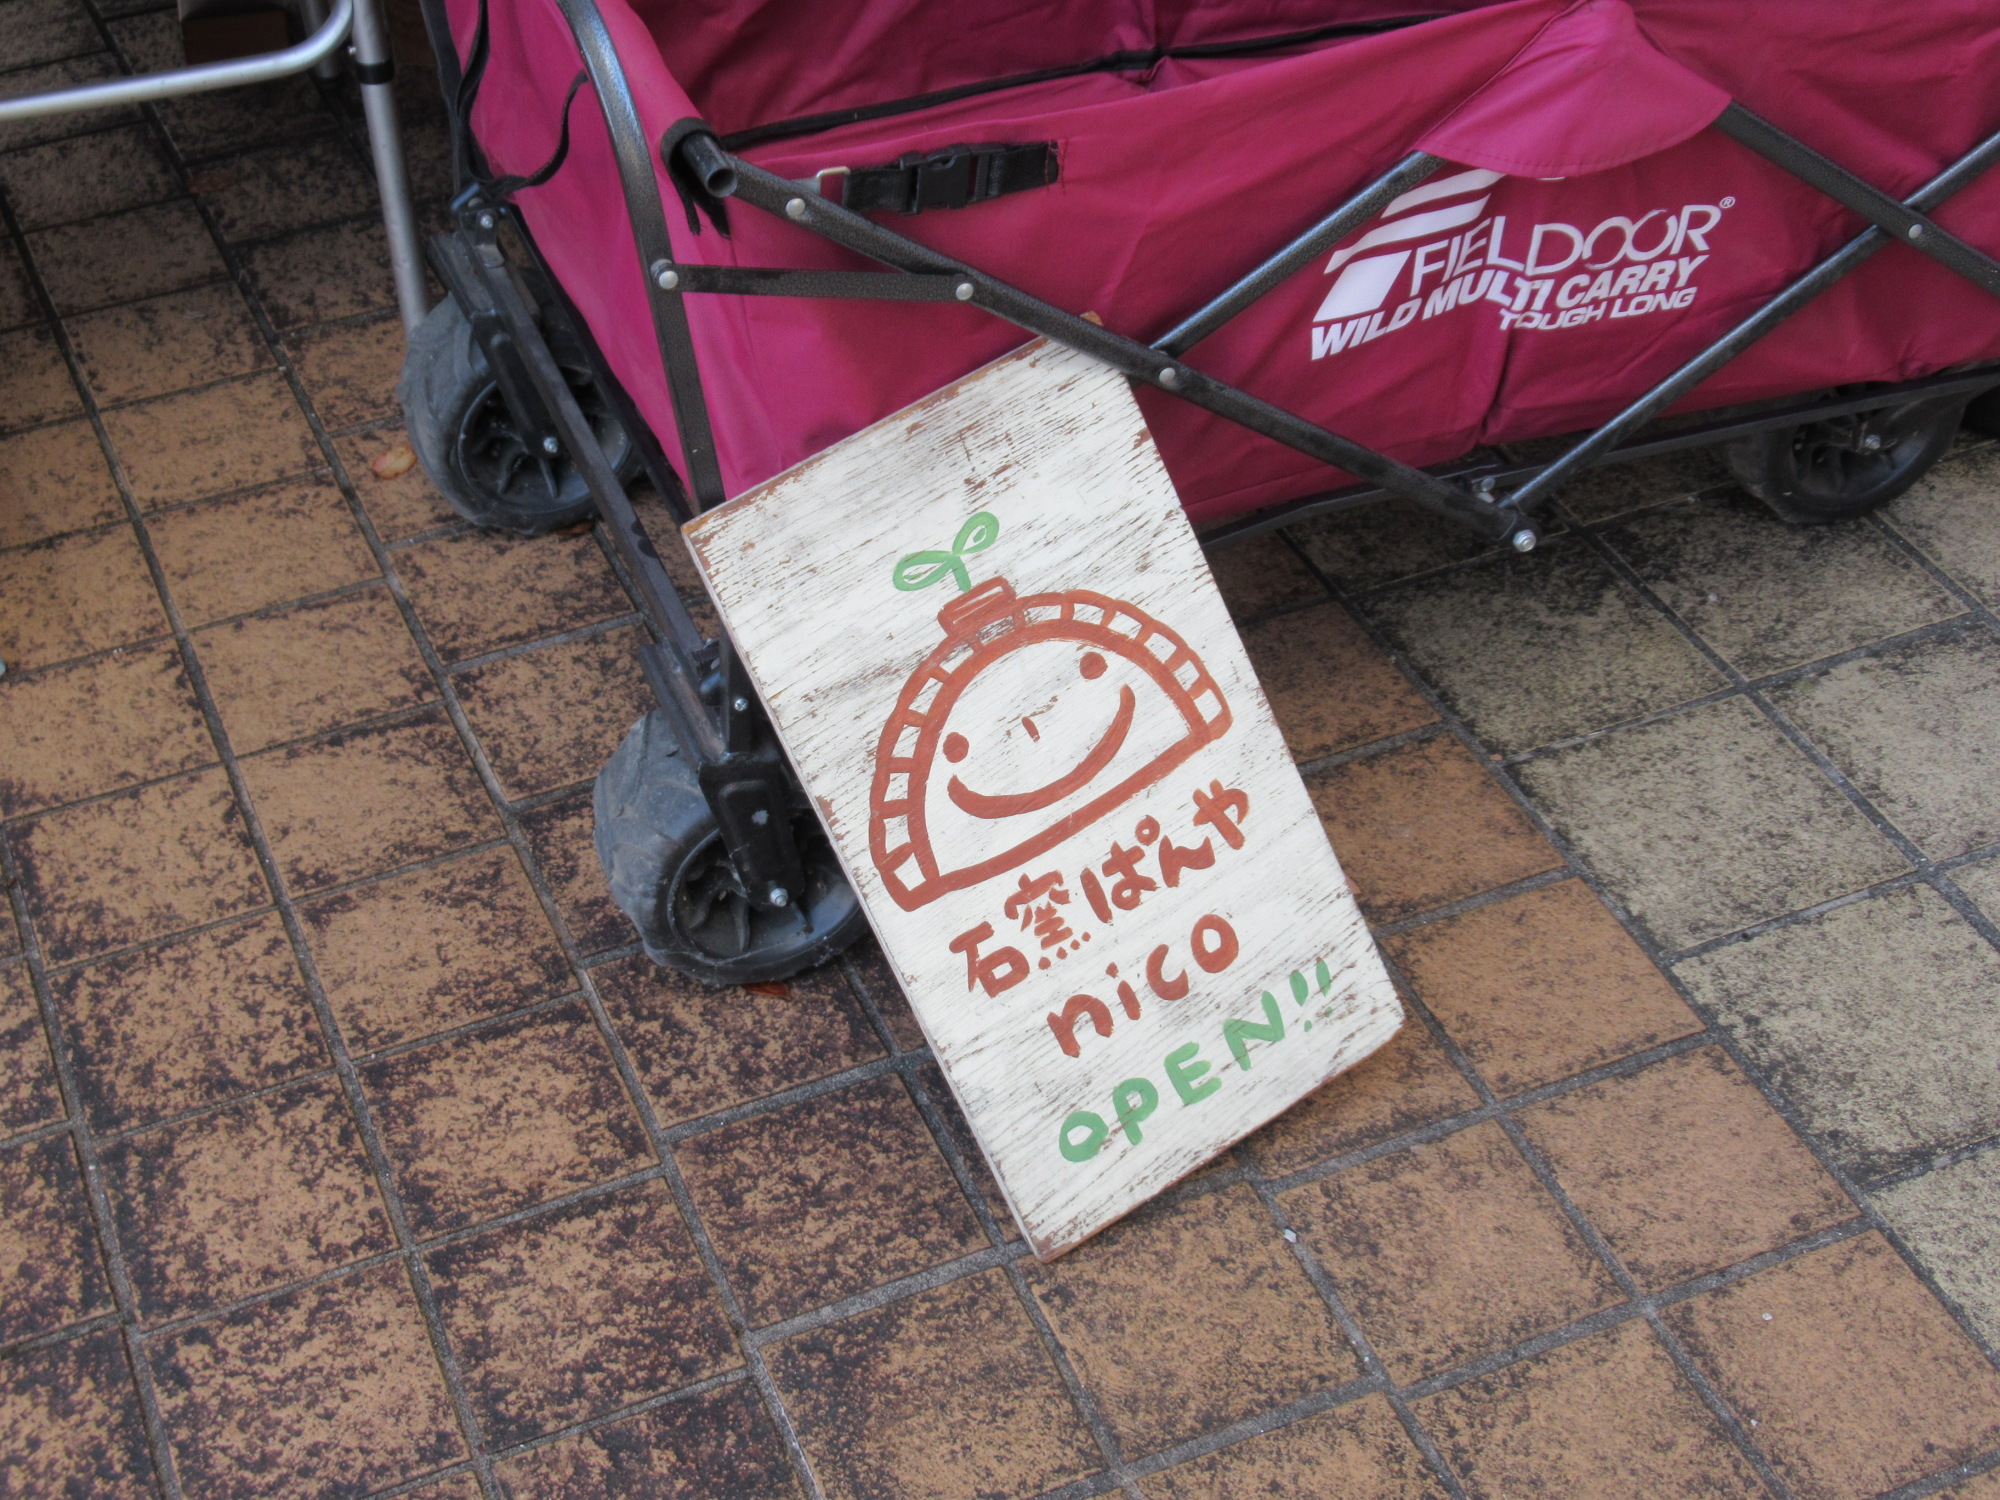 FIELDOOR®
WILD MULTI CARRY
TOUGH LONG
石窯ぱんや
nico
OPEN!!